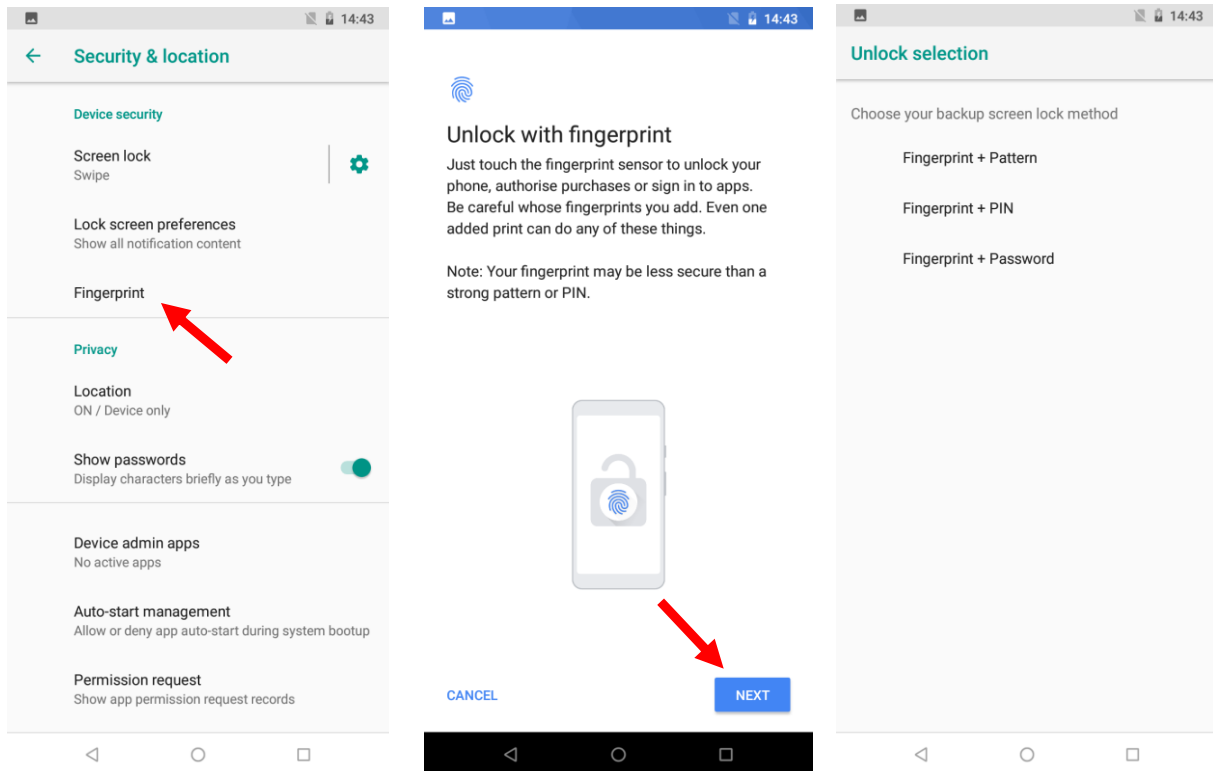 14:43
Security & location
Device security
Screen lock
Swipe
Lock screen preferences
Show all notification content
Fingerprint
Privacy
Location
ON / Device only
Show passwords
Display characters briefly as you type
Device admin apps
No active apps
Auto-start management
Allow or deny app auto-start during system bootup
Permission request
Show app permission request records
14:43
Unlock with fingerprint
Just touch the fingerprint sensor to unlock your
phone, authorise purchases or sign in to apps.
Be careful whose fingerprints you add. Even one
added print can do any of these things.
Note: Your fingerprint may be less secure than a
strong pattern or PIN.
CANCEL
NEXT
14:43
Unlock selection
Choose your backup screen lock method
Fingerprint + Pattern
Fingerprint + PIN
Fingerprint + Password